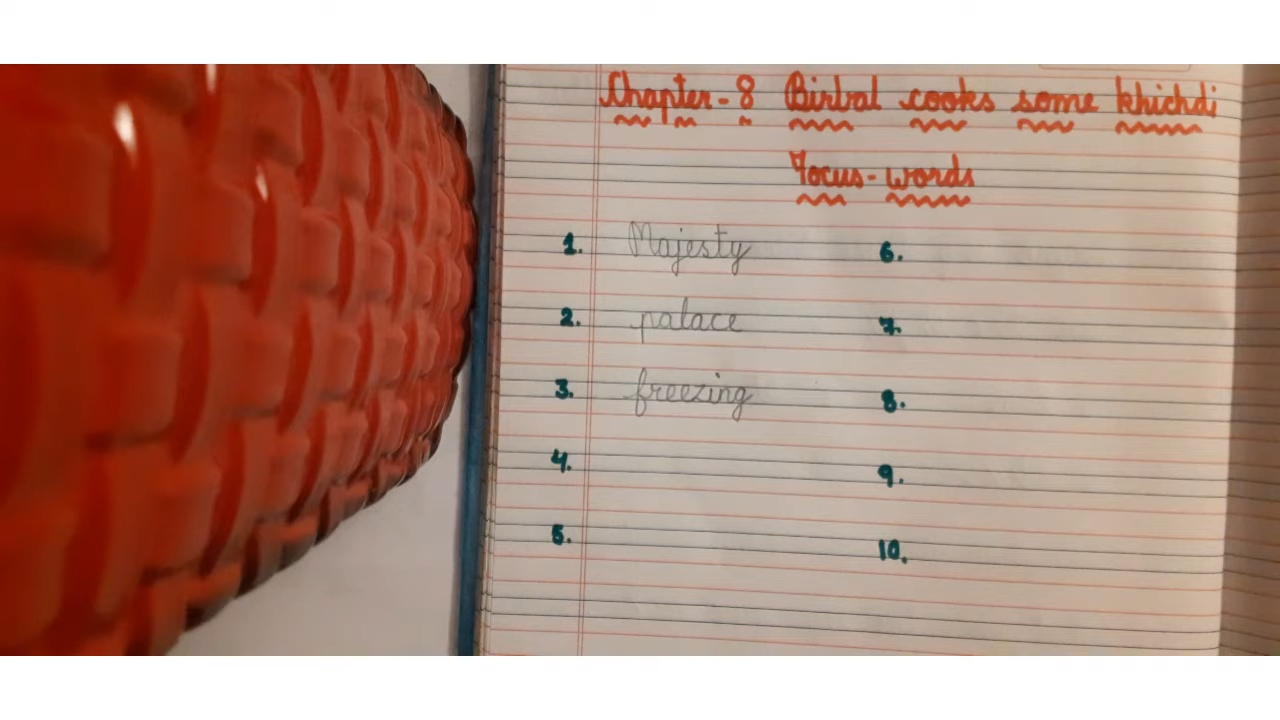 Chapter-8 Birbal cooks some khichdi
Focus-words
1. Majesty 6.
2. palace 7.
3. freezing 8.
4. 9.
5. 10.